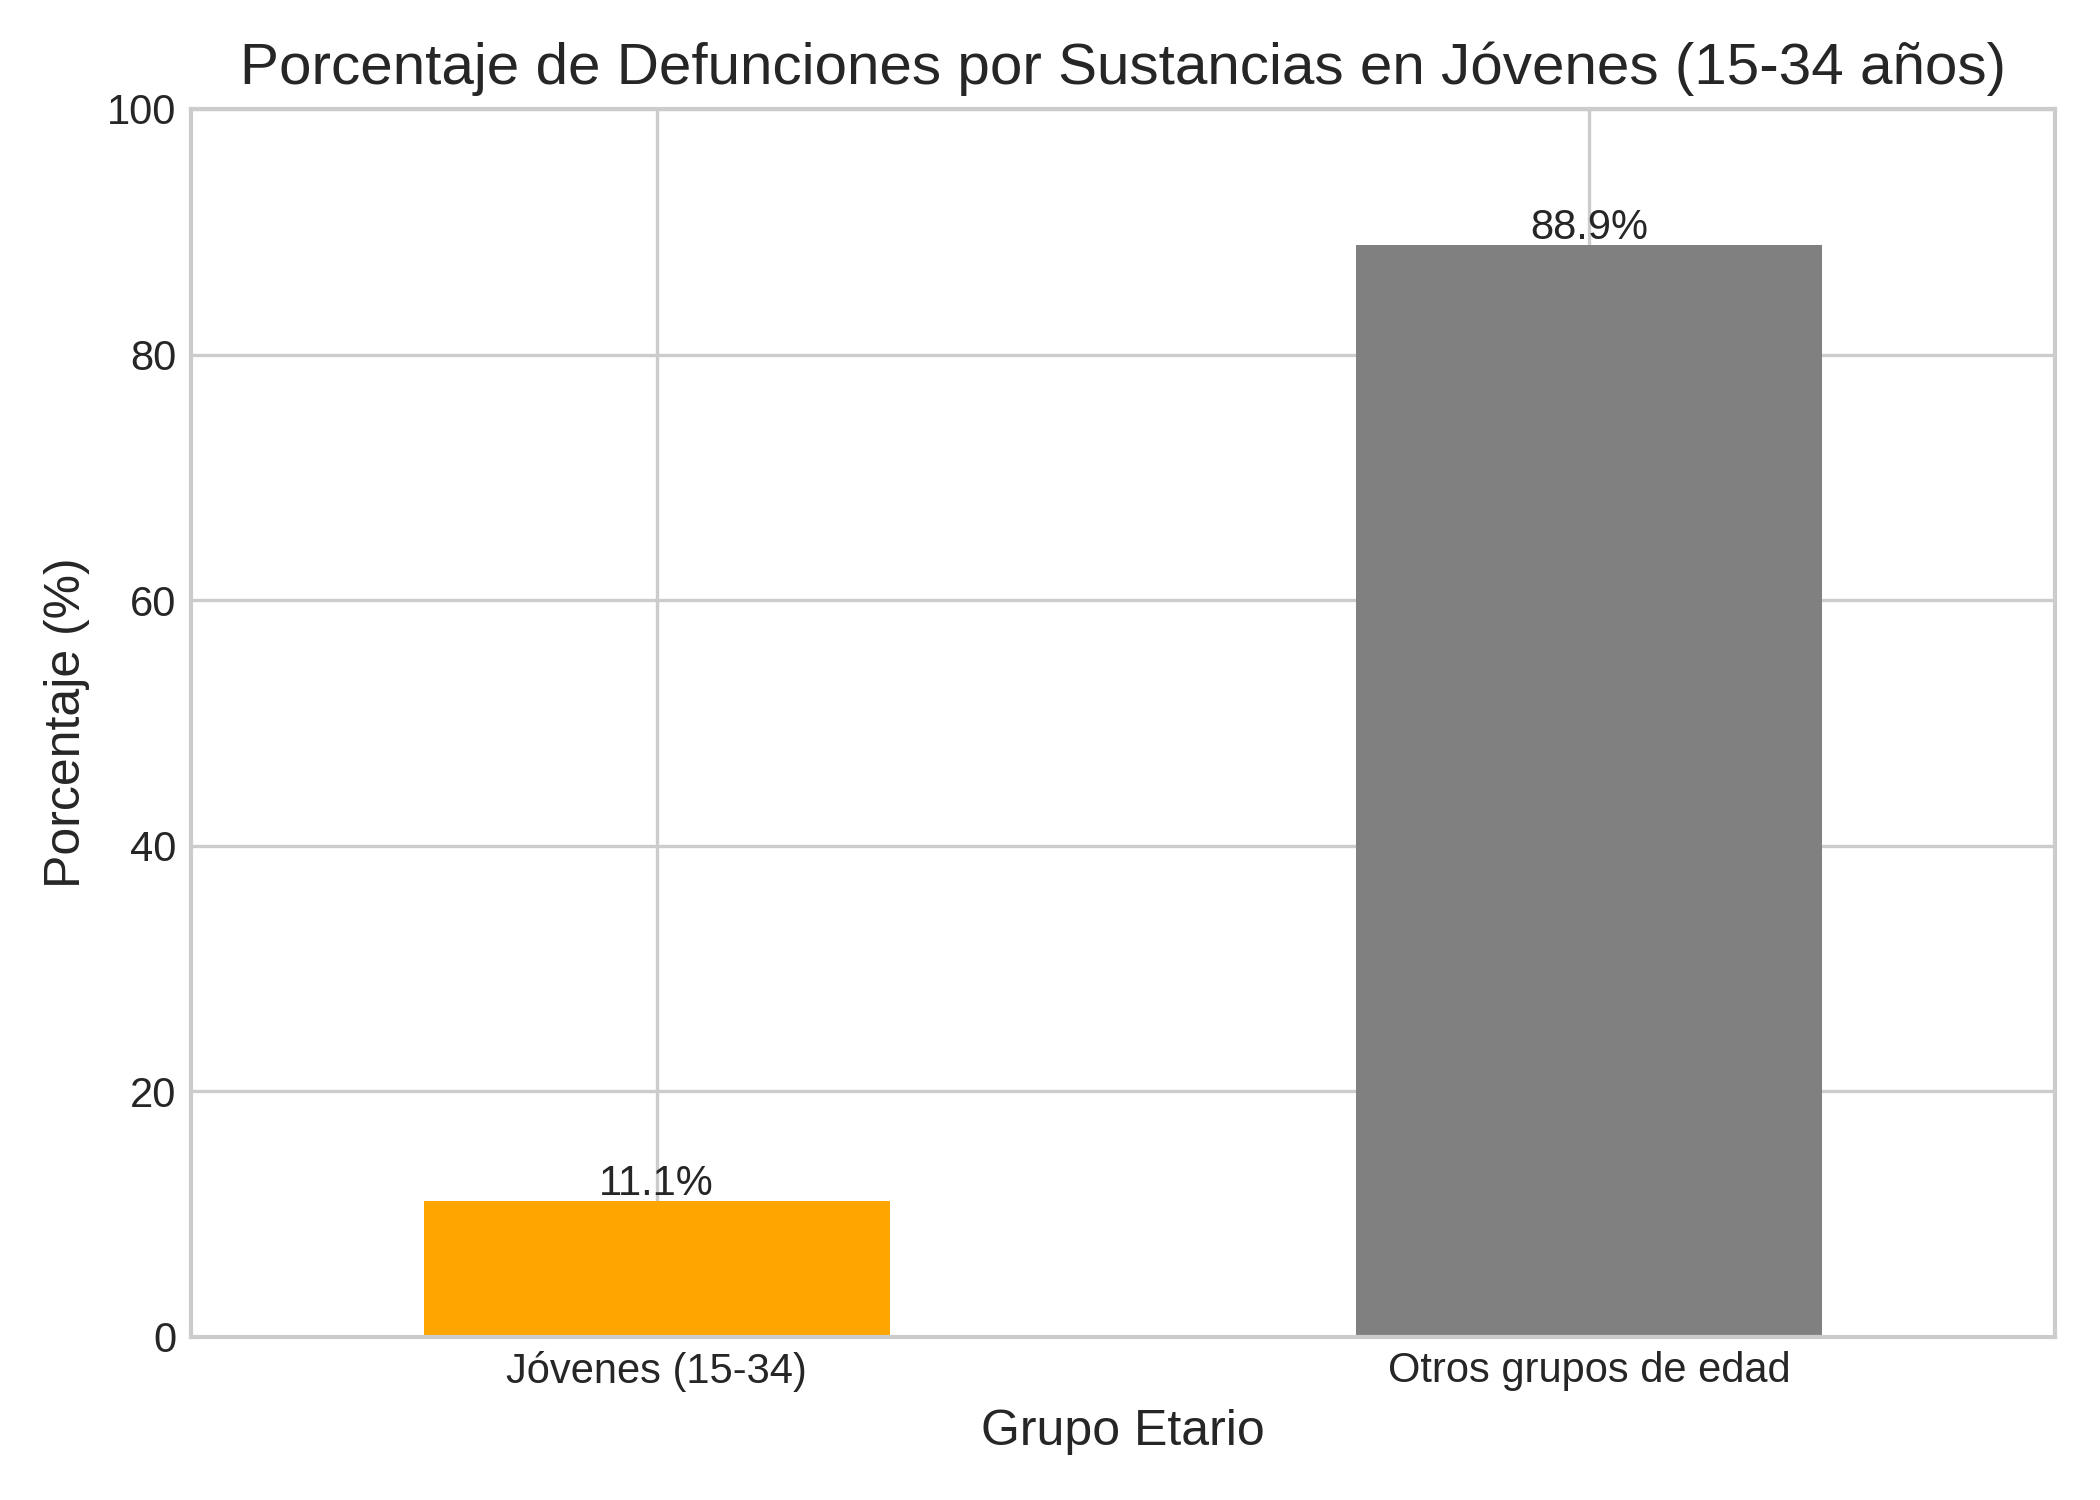 Porcentaje de Defunciones por Sustancias en Jóvenes (15-34 años)
100
80
60
40
20
0
Porcentaje (%)
88.9%
11.1%
Jóvenes (15-34)
Otros grupos de edad
Grupo Etario